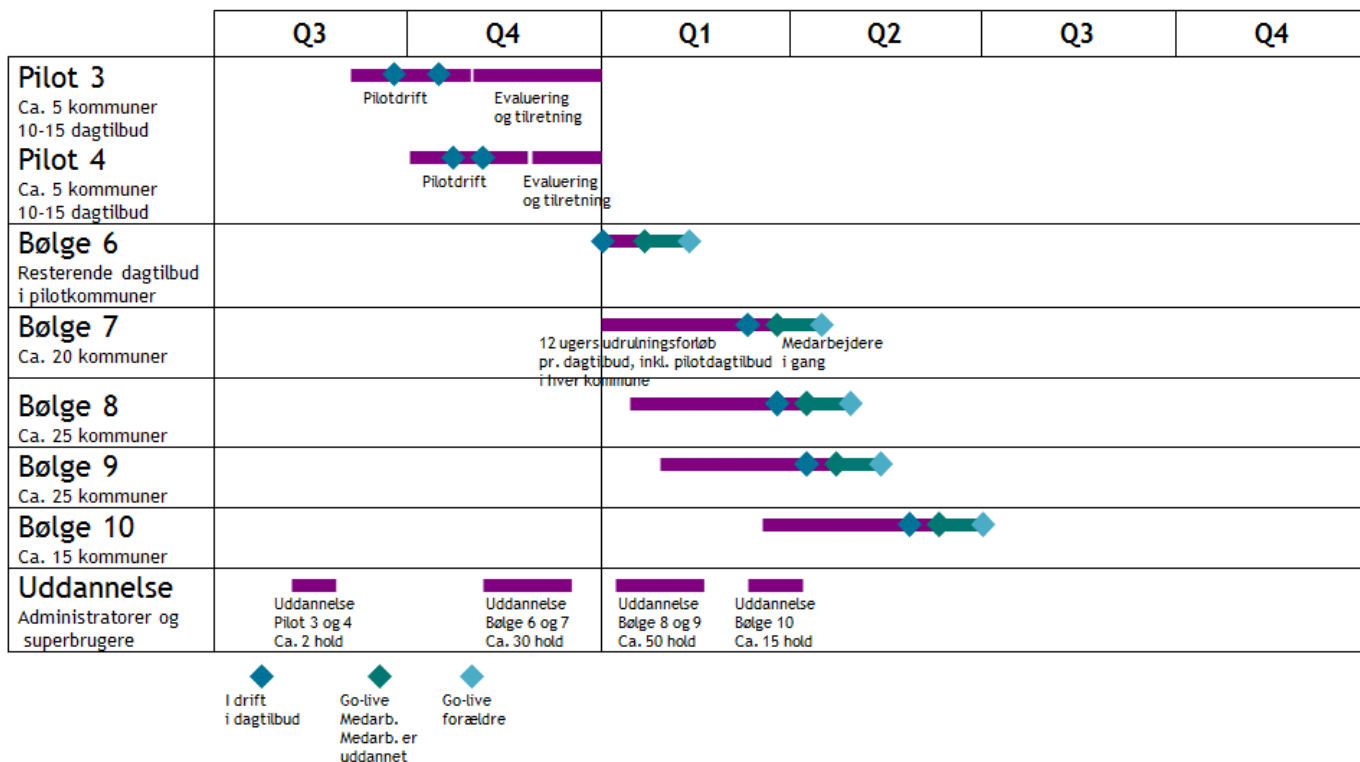 Q3 Q4 Q1 Q2 Q3 Q4
Pilot 3
Ca. 5 kommuner
10-15 dagtilbud
Pilotdrift
Evaluering
og tilretning
Pilot 4
Ca. 5 kommuner
10-15 dagtilbud
Pilotdrift
Evaluering
og tilretning
Bølge 6
Resterende dagtilbud
i pilotkommuner
Bølge 7
Ca. 20 kommuner
12 ugers udrulningsforløb
pr. dagtilbud, inkl. pilotdagtilbud
i hver kommune
Medarbejdere
i gang
Bølge 8
Ca. 25 kommuner
Bølge 9
Ca. 25 kommuner
Bølge 10
Ca. 15 kommuner
Uddannelse
Administratorer og
superbrugere
Uddannelse
Pilot 3 og 4
Ca. 2 hold
Uddannelse
Bølge 6 og 7
Ca. 30 hold
Uddannelse
Bølge 8 og 9
Ca. 50 hold
Uddannelse
Bølge 10
Ca. 15 hold
I drift
i dagtilbud
Go-live
Medarb.
Medarb. er
uddannet
Go-live
forældre